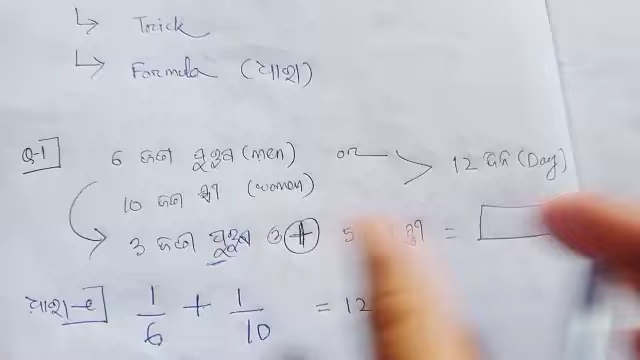 ↳ Trick
↳ Formula (ଆଶା)
Q-1 6 ଜଣ ପୁରୁଷ (men) or
10 ଜଣ ସ୍ତ୍ରୀ (women) > 12 ଦିନ (Day)
3 ଜଣ ପୁରୁଷ ଓ + 5 ସ୍ତ୍ରୀ =
1/6 + 1/10 = 12